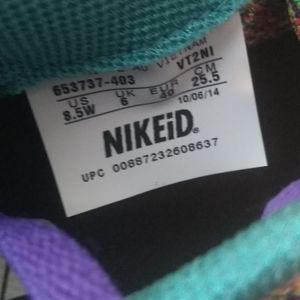 VIETNAM
653737-403 VT2NI
US UK EUR CM
8.5W 6 40 25.5
10/06/14
NIKEiD®
UPC 00887232608637